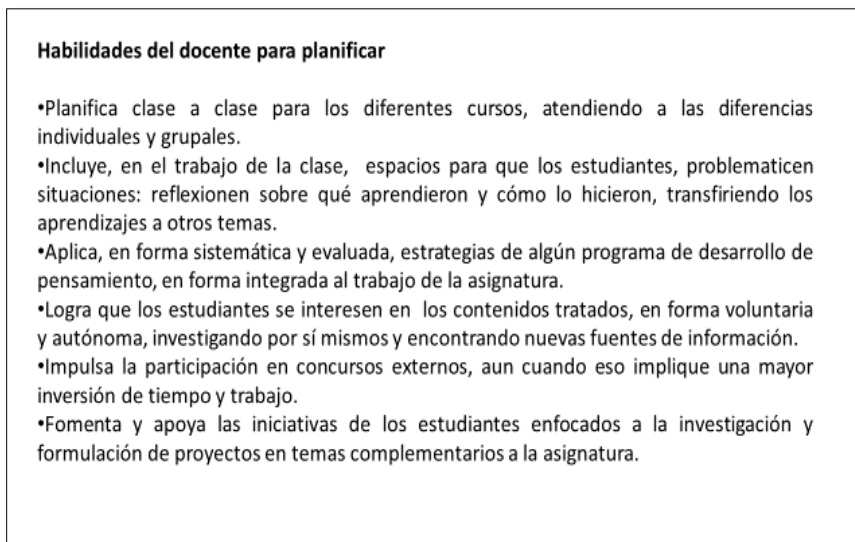 Habilidades del docente para planificar
•Planifica clase a clase para los diferentes cursos, atendiendo a las diferencias
individuales y grupales.
•Incluye, en el trabajo de la clase, espacios para que los estudiantes, problematicen
situaciones: reflexionen sobre qué aprendieron y cómo lo hicieron, transfiriendo los
aprendizajes a otros temas.
•Aplica, en forma sistemática y evaluada, estrategias de algún programa de desarrollo de
pensamiento, en forma integrada al trabajo de la asignatura.
•Logra que los estudiantes se interesen en los contenidos tratados, en forma voluntaria
y autónoma, investigando por sí mismos y encontrando nuevas fuentes de información.
•Impulsa la participación en concursos externos, aun cuando eso implique una mayor
inversión de tiempo y trabajo.
•Fomenta y apoya las iniciativas de los estudiantes enfocados a la investigación y
formulación de proyectos en temas complementarios a la asignatura.